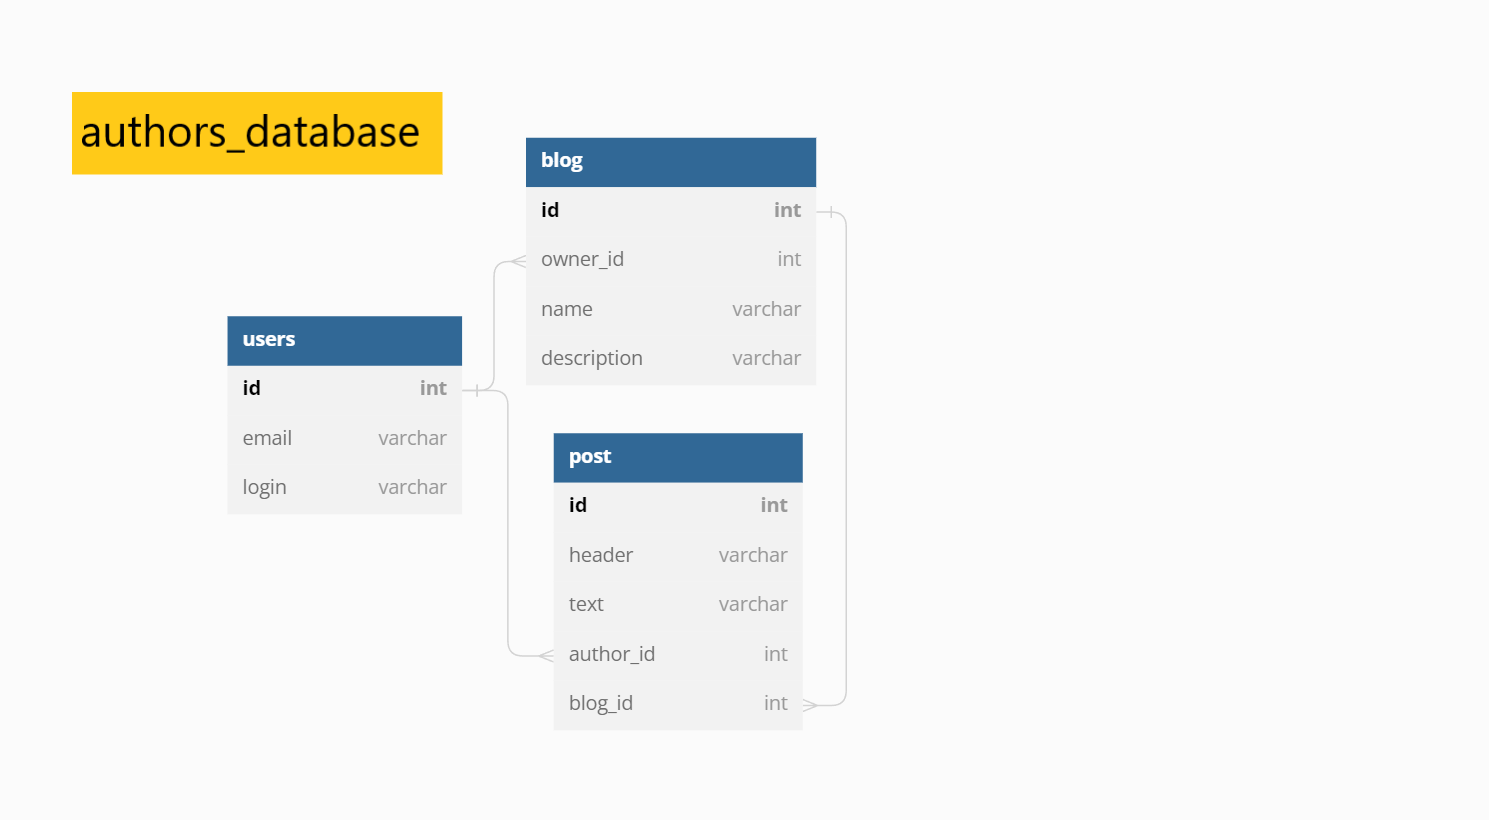 authors_database
blog
id int
owner_id int
name varchar
description varchar
users
id int
email varchar
login varchar
post
id int
header varchar
text varchar
author_id int
blog_id int